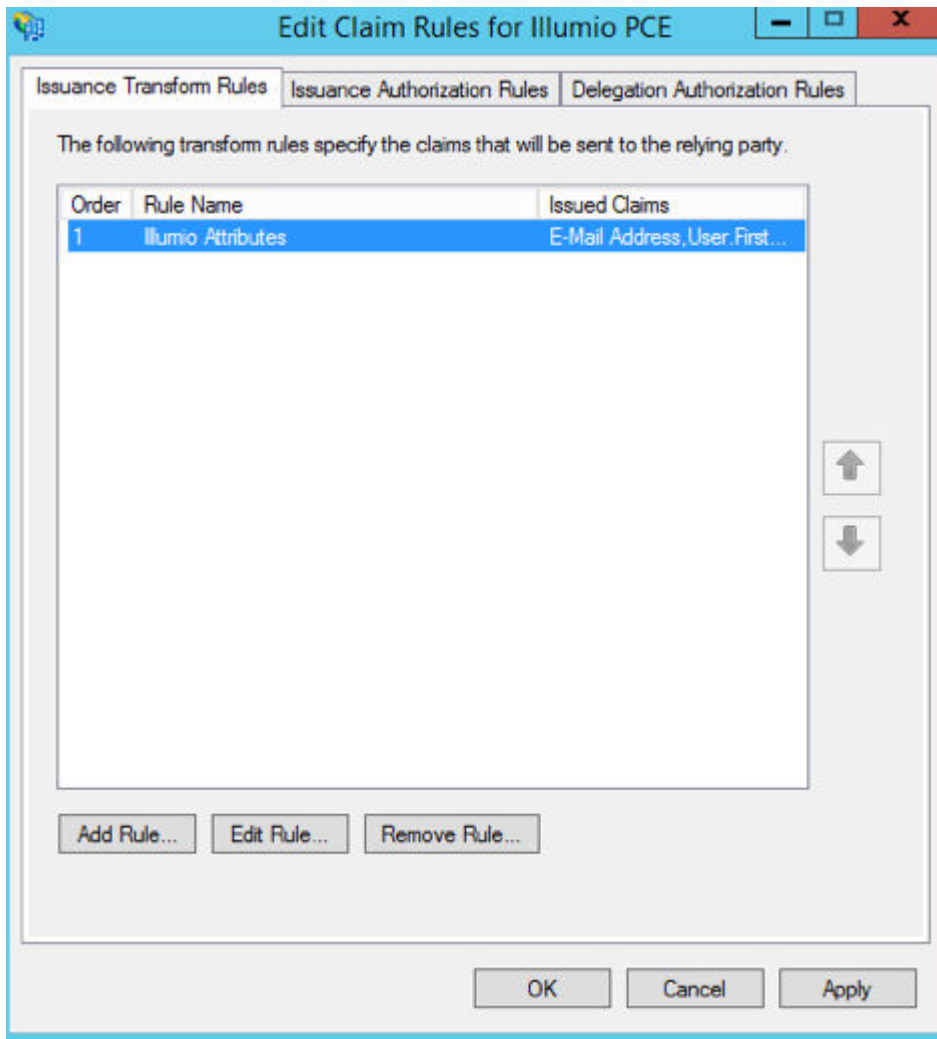 Edit Claim Rules for Illumio PCE
Issuance Transform Rules Issuance Authorization Rules Delegation Authorization Rules
The following transform rules specify the claims that will be sent to the relying party.
Order Rule Name Issued Claims
1 Illumio Attributes E-Mail Address,User.First...
Add Rule... Edit Rule... Remove Rule...
OK Cancel Apply